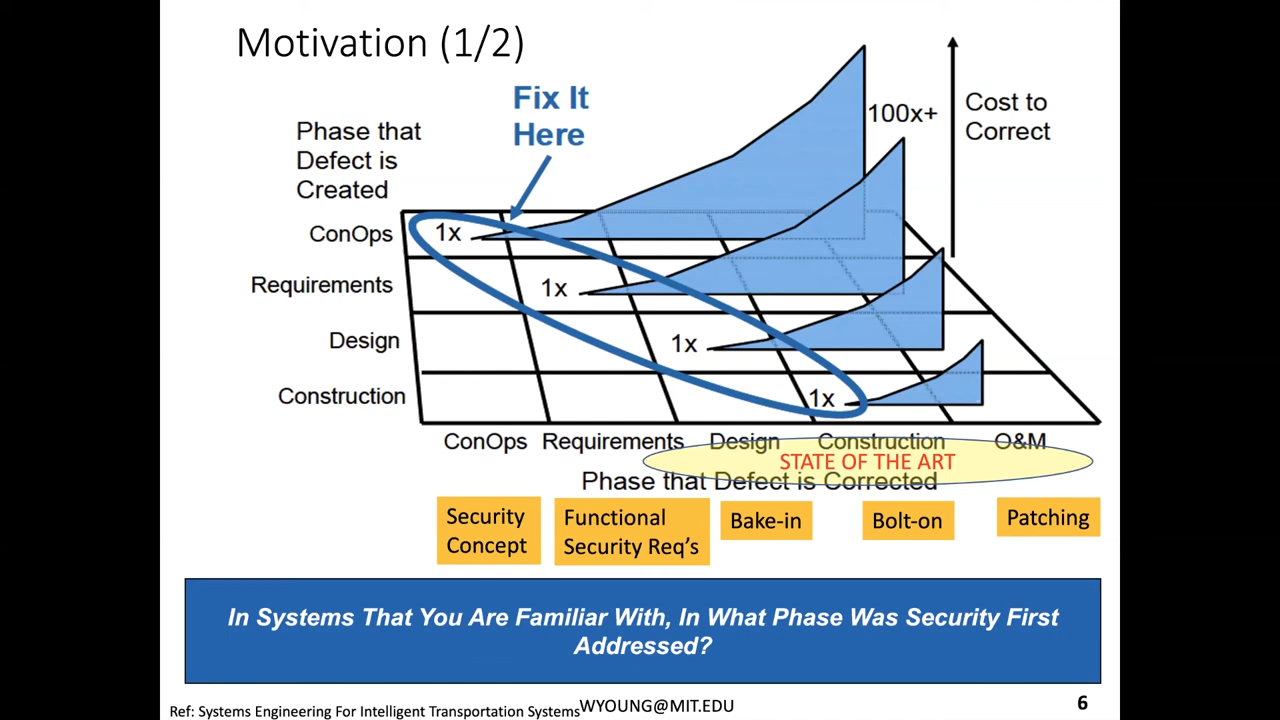 Motivation (1/2)
Fix It
Here
Phase that
Defect is
Created
100x+
Cost to
Correct
ConOps
1x
Requirements
1x
Design
1x
Construction
1x
ConOps Requirements Design Construction O&M
STATE OF THE ART
Phase that Defect is Corrected
Security
Concept
Functional
Security Req’s
Bake-in
Bolt-on
Patching
In Systems That You Are Familiar With, In What Phase Was Security First
Addressed?
Ref: Systems Engineering For Intelligent Transportation Systems
WYOUNG@MIT.EDU
6